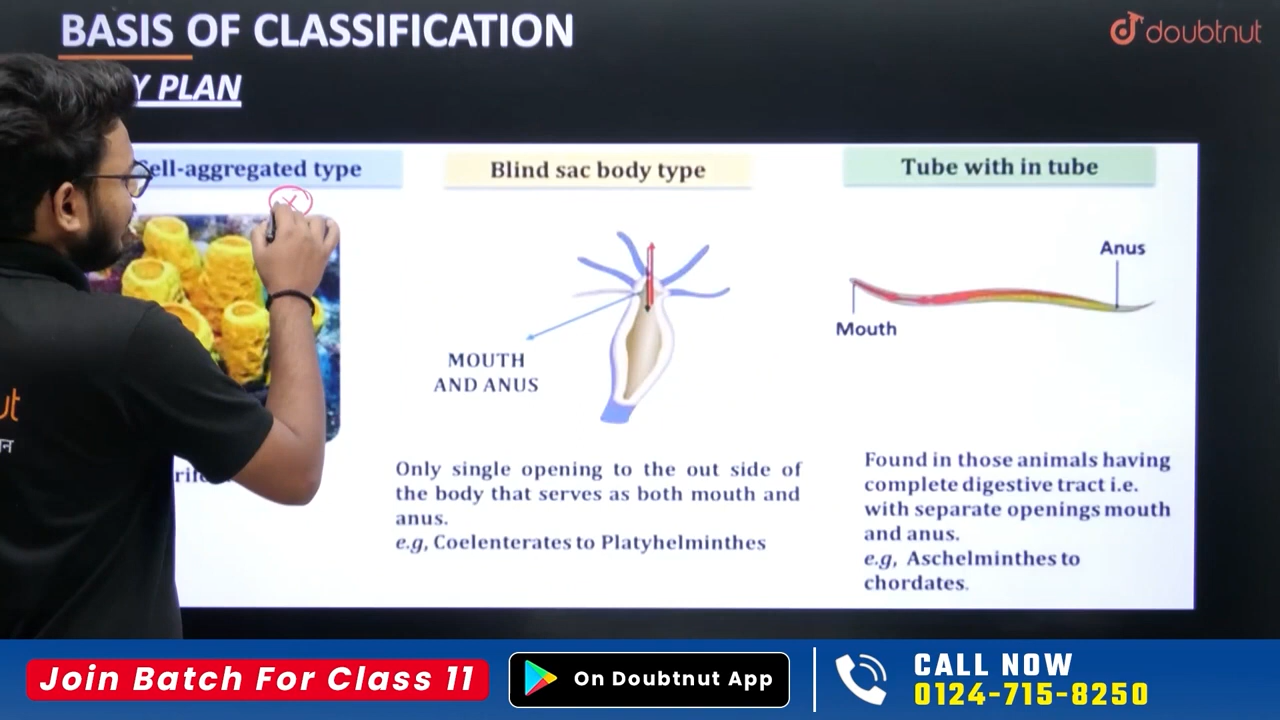 BASIS OF CLASSIFICATION
doubtnut
Y PLAN
Cell-aggregated type
Blind sac body type
Tube with in tube
Anus
Mouth
MOUTH
AND ANUS
Only single opening to the out side of
the body that serves as both mouth and
anus.
e.g, Coelenterates to Platyhelminthes
Found in those animals having
complete digestive tract i.e.
with separate openings mouth
and anus.
e.g, Aschelminthes to
chordates.
Join Batch For Class 11
On Doubtnut App
CALL NOW
0124-715-8250